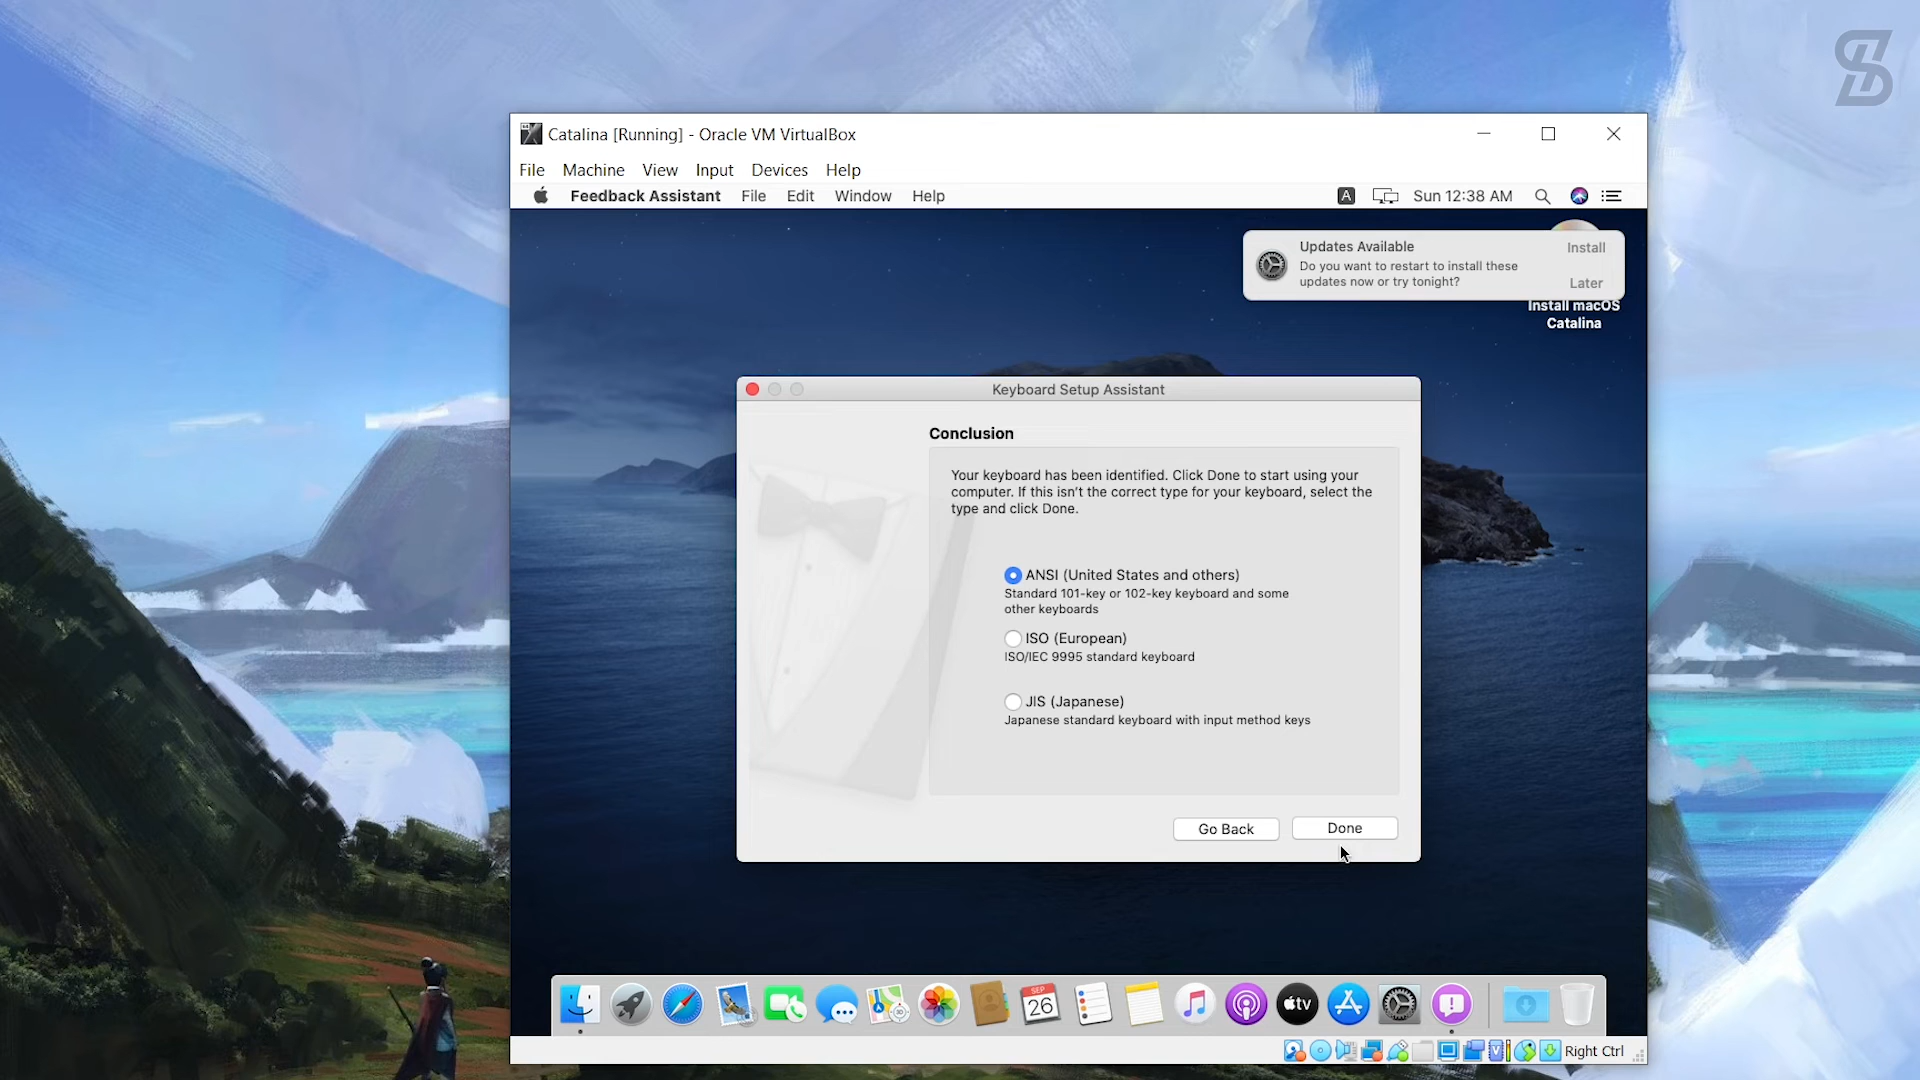 Catalina [Running] - Oracle VM VirtualBox
File Machine View Input Devices Help
Feedback Assistant File Edit Window Help
A Sun 12:38 AM
Updates Available
Do you want to restart to install these
updates now or try tonight?
Install
Later
Install macOS
Catalina
Keyboard Setup Assistant
Conclusion
Your keyboard has been identified. Click Done to start using your
computer. If this isn't the correct type for your keyboard, select the
type and click Done.
ANSI (United States and others)
Standard 101-key or 102-key keyboard and some
other keyboards
ISO (European)
ISO/IEC 9995 standard keyboard
JIS (Japanese)
Japanese standard keyboard with input method keys
Go Back Done
SEP
26
tv
Right Ctrl